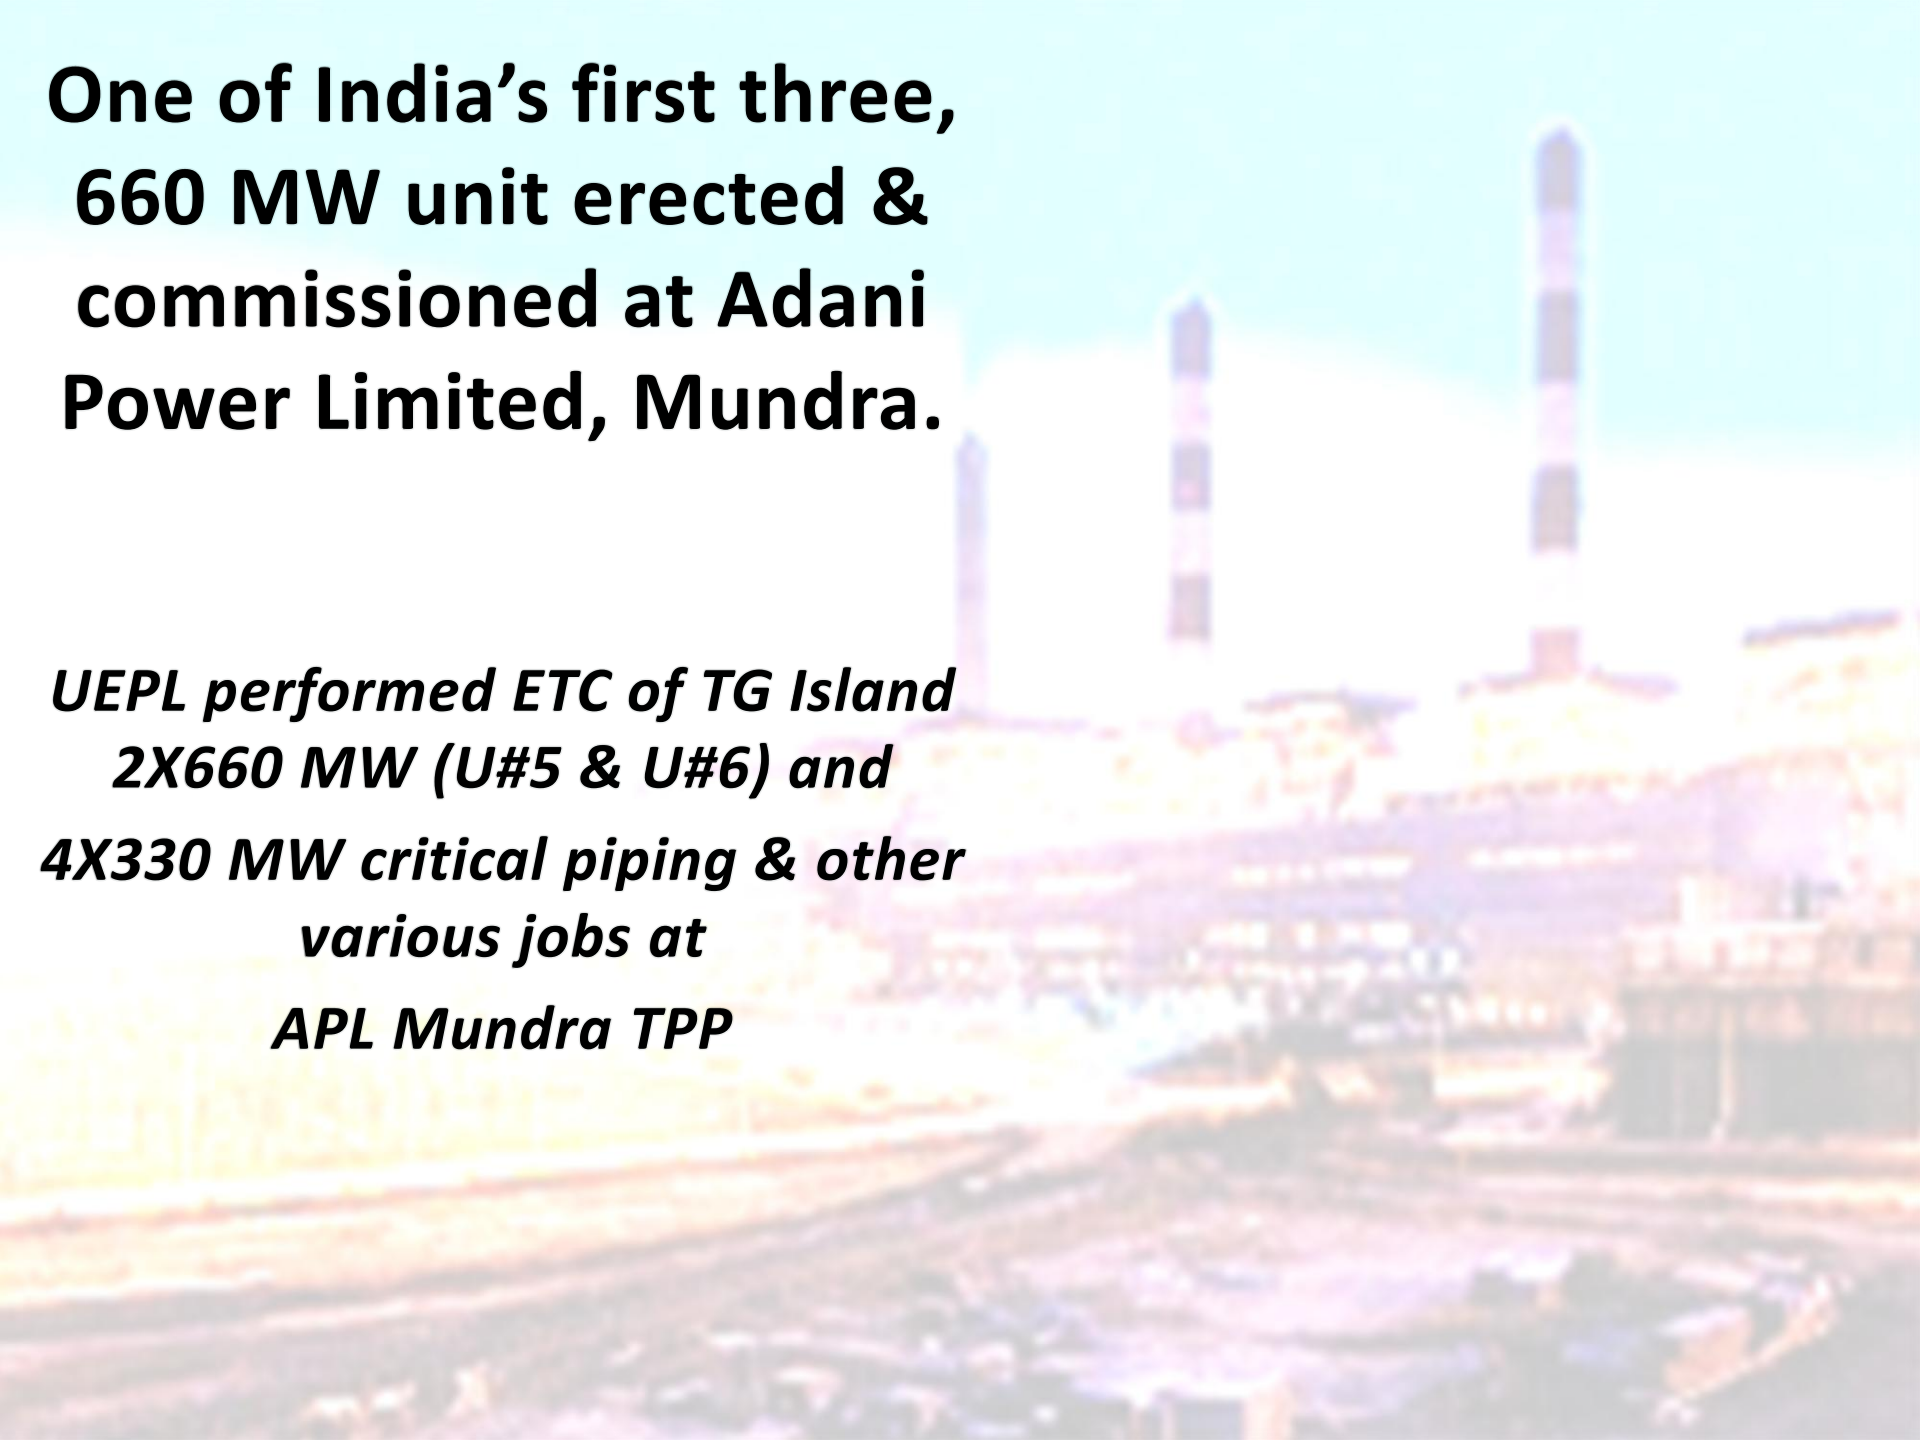 One of India’s first three,
660 MW unit erected &
commissioned at Adani
Power Limited, Mundra.
UEPL performed ETC of TG Island
2X660 MW (U#5 & U#6) and
4X330 MW critical piping & other
various jobs at
APL Mundra TPP